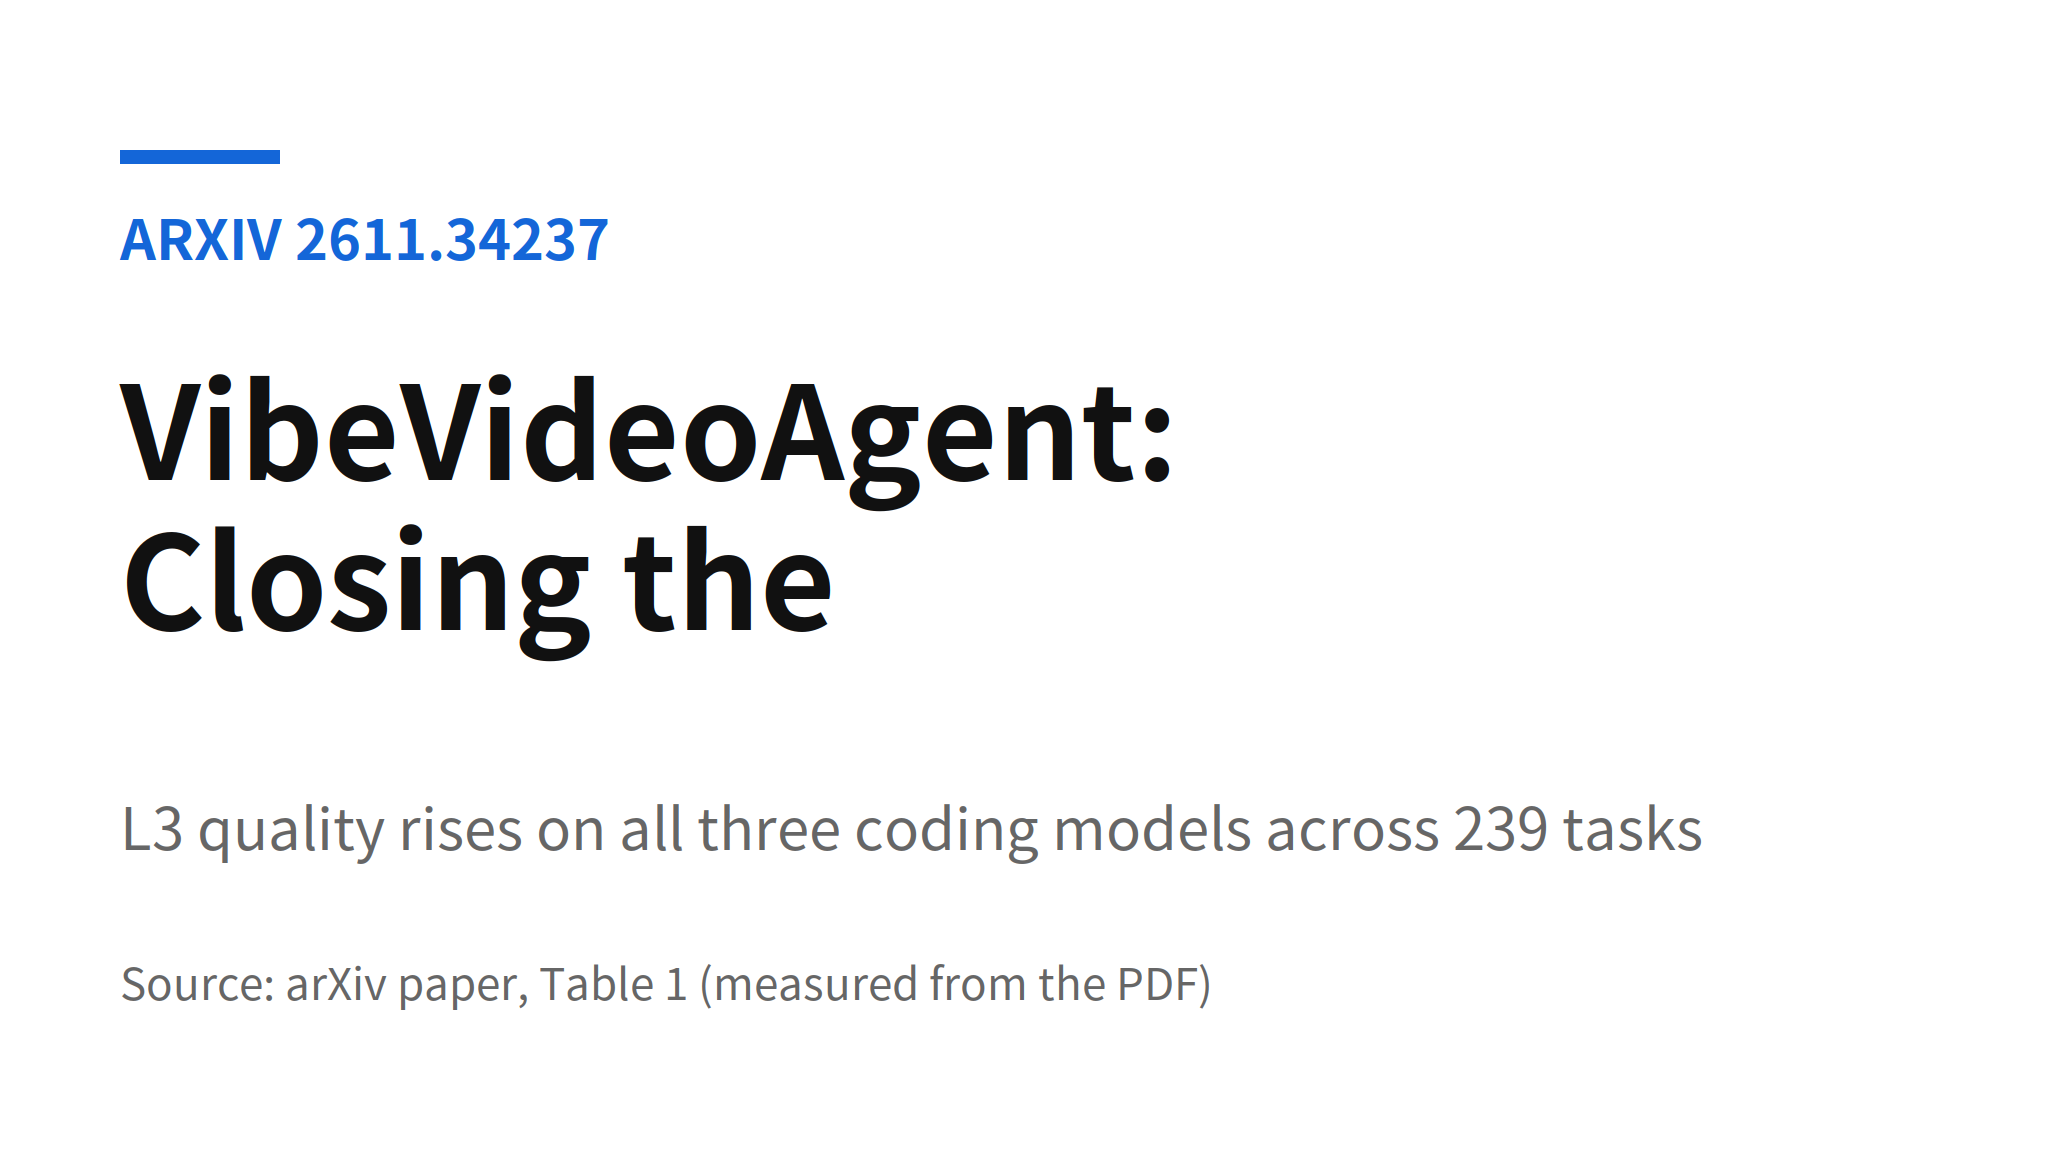 ARXIV 2611.34237
VibeVideoAgent:
Closing the
L3 quality rises on all three coding models across 239 tasks
Source: arXiv paper, Table 1 (measured from the PDF)